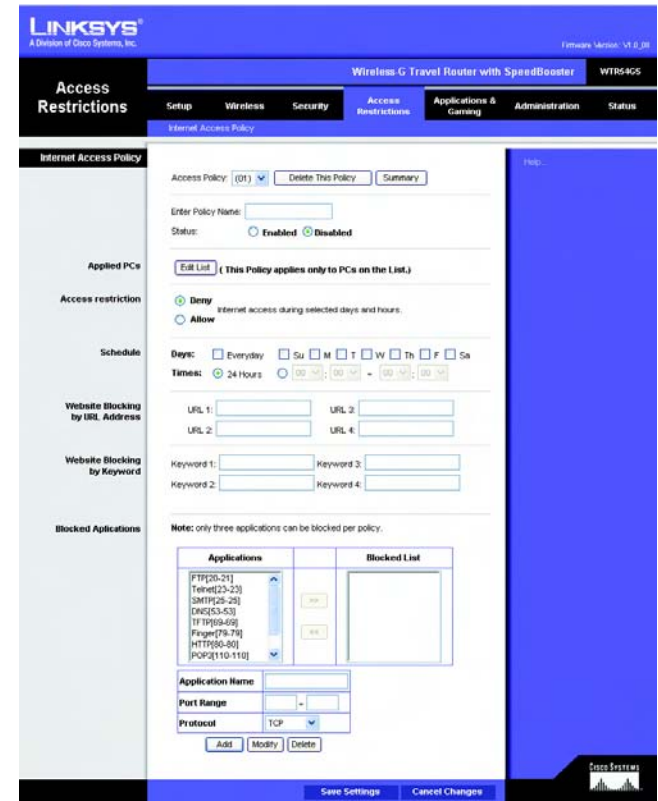 LINKSYS®
A Division of Cisco Systems, Inc.
Firmware Version: V1.0_00
Wireless-G Travel Router with SpeedBooster WTR54GS
Access Restrictions
Setup Wireless Security Access Restrictions Applications & Gaming Administration Status
Internet Access Policy
Internet Access Policy
Help...
Access Policy: (01) Delete This Policy Summary
Enter Policy Name:
Status: Enabled Disabled
Applied PCs
Edit List ( This Policy applies only to PCs on the List.)
Access restriction
Deny
Internet access during selected days and hours.
Allow
Schedule
Days: Everyday Su M T W Th F Sa
Times: 24 Hours 00 : 00 - 00 : 00
Website Blocking by URL Address
URL 1: URL 3:
URL 2: URL 4:
Website Blocking by Keyword
Keyword 1: Keyword 3:
Keyword 2: Keyword 4:
Blocked Aplications
Note: only three applications can be blocked per policy.
Applications Blocked List
FTP[20-21]
Telnet[23-23]
SMTP[25-25]
DNS[53-53]
TFTP[69-69]
Finger[79-79]
HTTP[80-80]
POP3[110-110]
>>
<<
Application Name
Port Range -
Protocol TCP
Add Modify Delete
Save Settings Cancel Changes
CISCO SYSTEMS